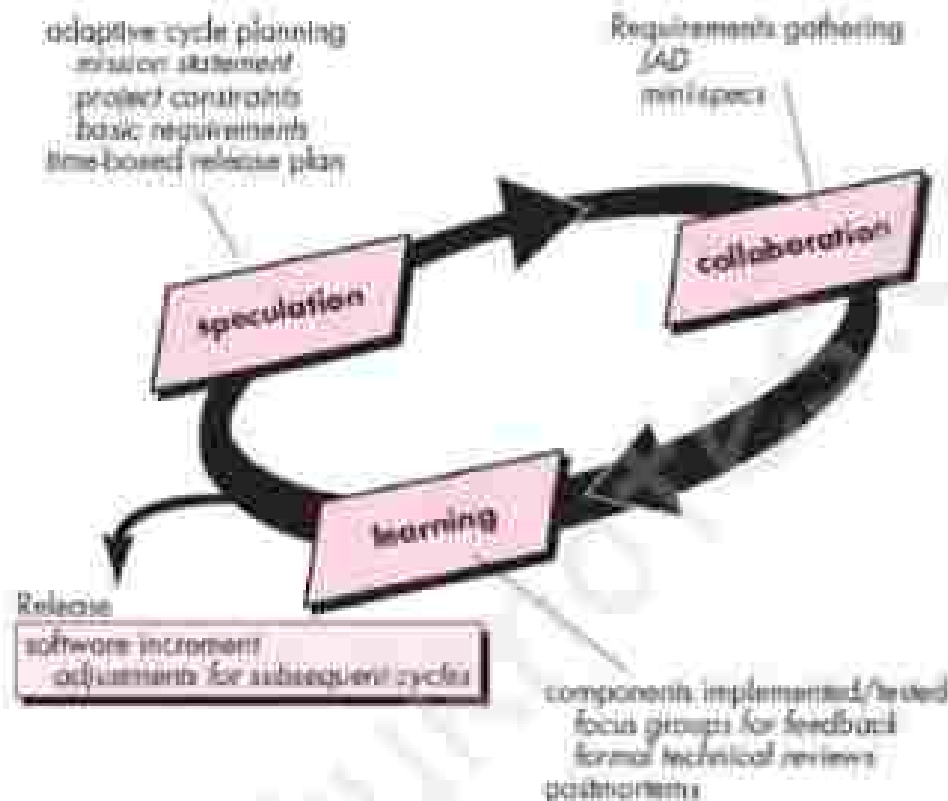 adaptive cycle planning
mission statement
project constraints
basic requirements
time-based release plan
Requirements gathering
JAD
mini-specs
speculation
collaboration
learning
Release
software increment
adjustments for subsequent cycles
components implemented/tested
focus groups for feedback
formal technical reviews
postmortems